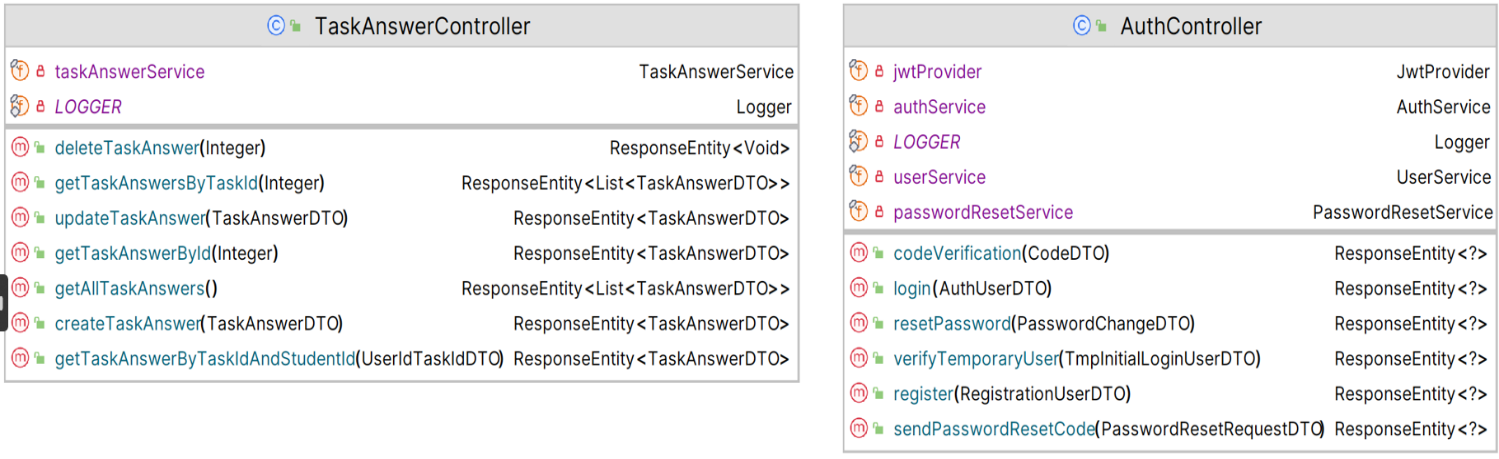 TaskAnswerController
taskAnswerService TaskAnswerService
LOGGER Logger
deleteTaskAnswer(Integer) ResponseEntity<Void>
getTaskAnswersByTaskId(Integer) ResponseEntity<List<TaskAnswerDTO>>
updateTaskAnswer(TaskAnswerDTO) ResponseEntity<TaskAnswerDTO>
getTaskAnswerById(Integer) ResponseEntity<TaskAnswerDTO>
getAllTaskAnswers() ResponseEntity<List<TaskAnswerDTO>>
createTaskAnswer(TaskAnswerDTO) ResponseEntity<TaskAnswerDTO>
getTaskAnswerByTaskIdAndStudentId(UserIdTaskIdDTO) ResponseEntity<TaskAnswerDTO>
AuthController
jwtProvider JwtProvider
authService AuthService
LOGGER Logger
userService UserService
passwordResetService PasswordResetService
codeVerification(CodeDTO) ResponseEntity<?>
login(AuthUserDTO) ResponseEntity<?>
resetPassword(PasswordChangeDTO) ResponseEntity<?>
verifyTemporaryUser(TmpInitialLoginUserDTO) ResponseEntity<?>
register(RegistrationUserDTO) ResponseEntity<?>
sendPasswordResetCode(PasswordResetRequestDTO) ResponseEntity<?>